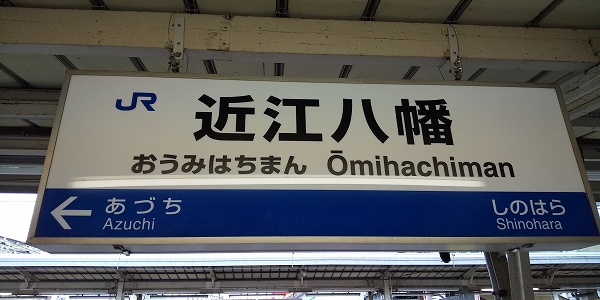 JR 近江八幡
おうみはちまん Ōmihachiman
← あづち しのはら
Azuchi Shinohara